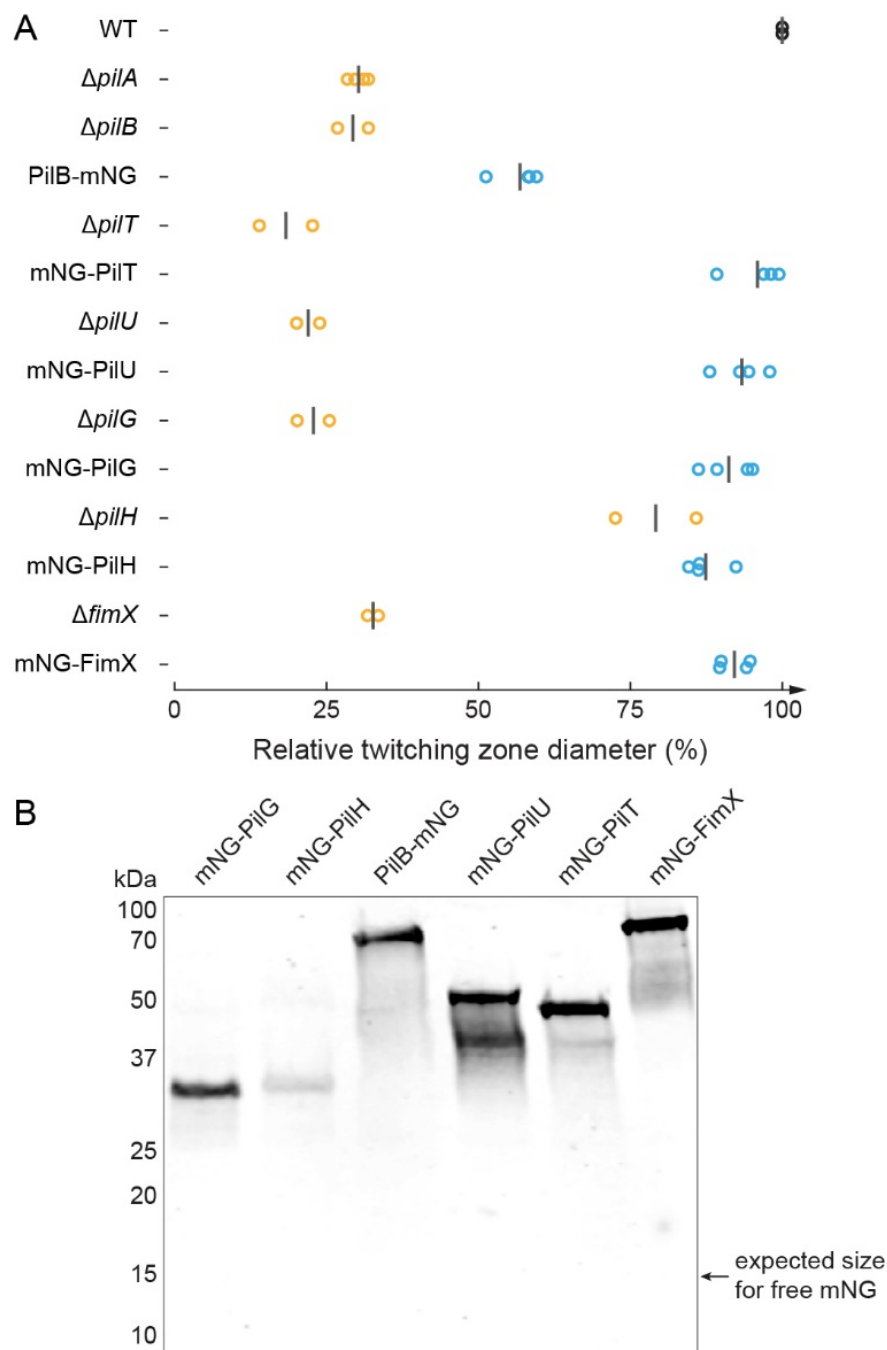 A
WT
ΔpilA
ΔpilB
PilB-mNG
ΔpilT
mNG-PilT
ΔpilU
mNG-PilU
ΔpilG
mNG-PilG
ΔpilH
mNG-PilH
ΔfimX
mNG-FimX
0 25 50 75 100
Relative twitching zone diameter (%)
B
mNG-PilG mNG-PilH PilB-mNG mNG-PilU mNG-PilT mNG-FimX
kDa
100
70
50
37
25
20
15
10
expected size
for free mNG